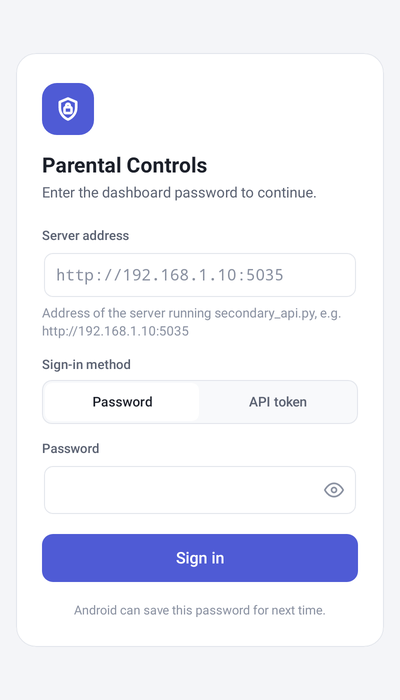 Parental Controls
Enter the dashboard password to continue.
Server address
http://192.168.1.10:5035
Address of the server running secondary_api.py, e.g.
http://192.168.1.10:5035
Sign-in method
Password
API token
Password
Sign in
Android can save this password for next time.